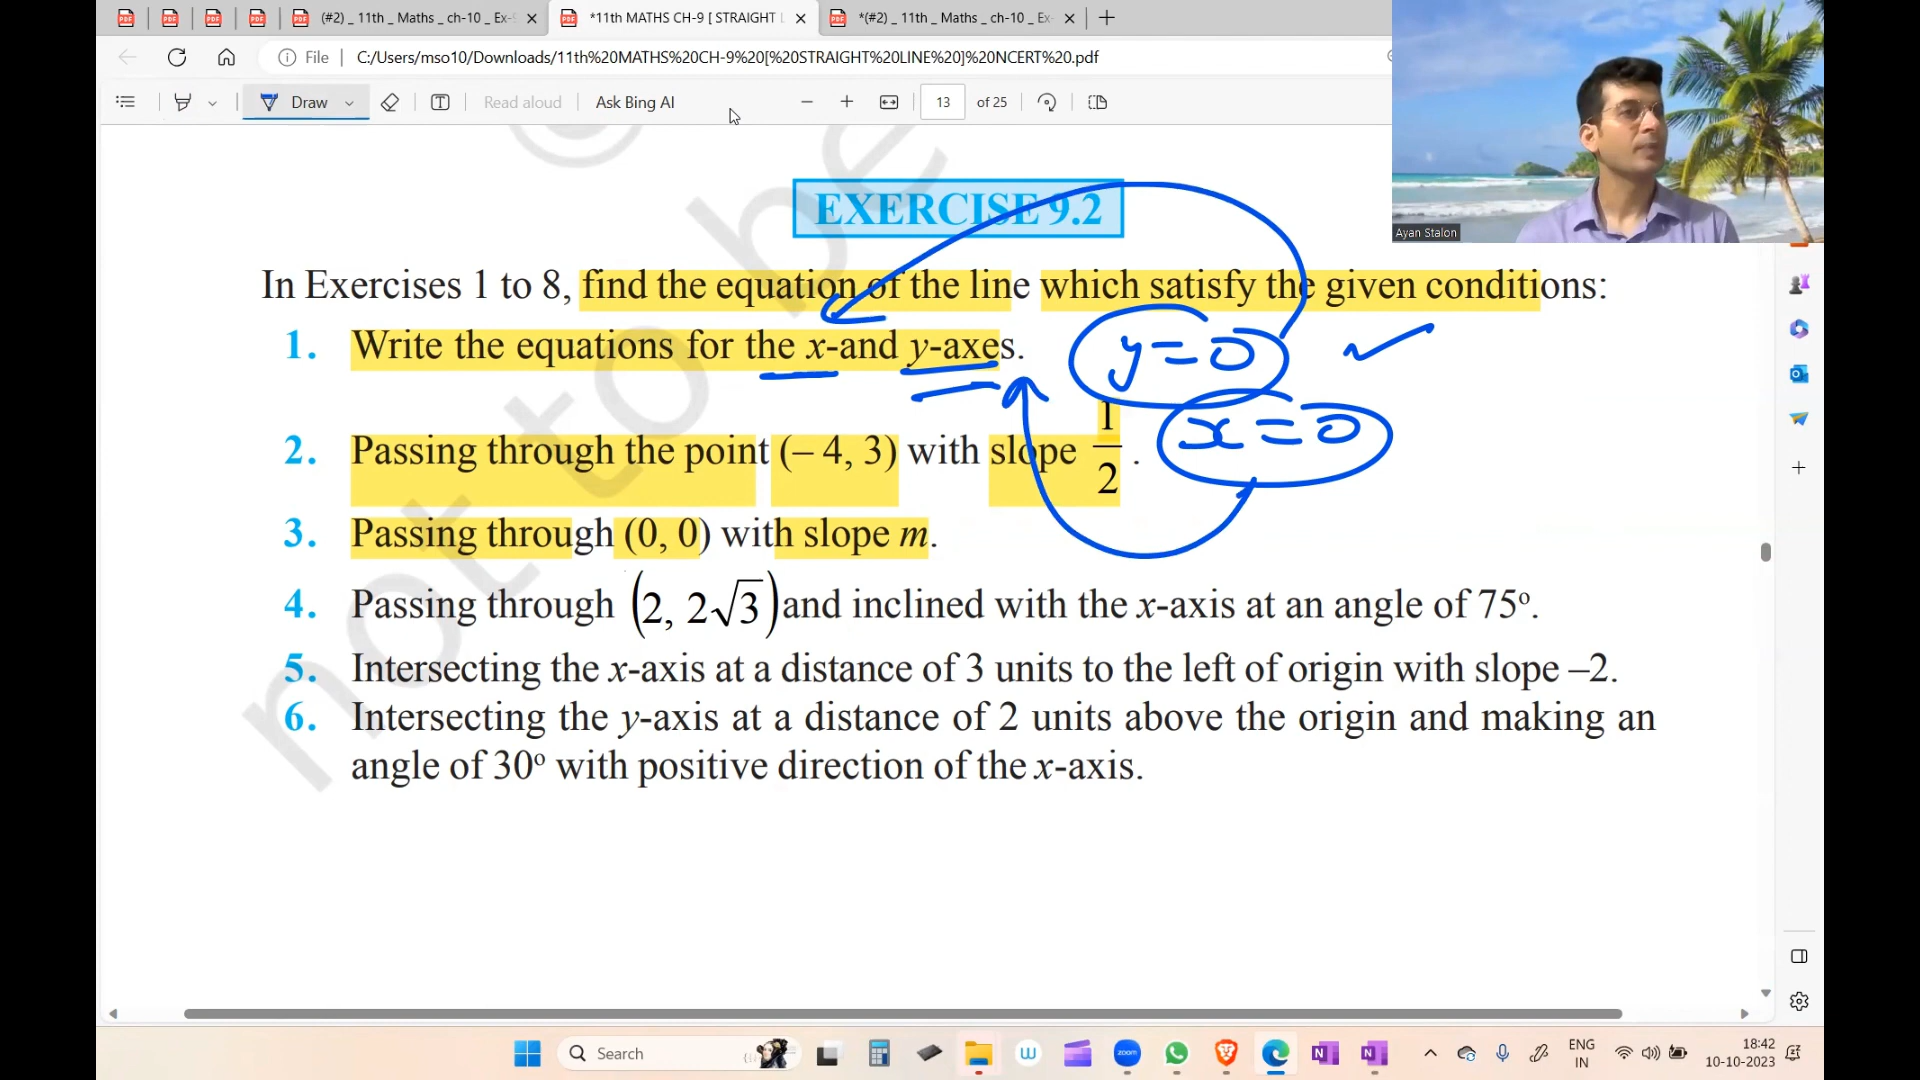 (#2) _ 11th _ Maths _ ch-10 _ Ex-
*11th MATHS CH-9 [ STRAIGHT L
*(#2) _ 11th _ Maths _ ch-10 _ Ex-
File
C:/Users/mso10/Downloads/11th%20MATHS%20CH-9%20[%20STRAIGHT%20LINE%20]%20NCERT%20.pdf
Draw
Read aloud
Ask Bing AI
13 of 25
Ayan Stalon
EXERCISE 9.2
In Exercises 1 to 8, find the equation of the line which satisfy the given conditions:
1. Write the equations for the x-and y-axes.
y=0
x=0
2. Passing through the point (– 4, 3) with slope 1/2 .
3. Passing through (0, 0) with slope m.
4. Passing through (2, 2√3) and inclined with the x-axis at an angle of 75º.
5. Intersecting the x-axis at a distance of 3 units to the left of origin with slope –2.
6. Intersecting the y-axis at a distance of 2 units above the origin and making an
angle of 30º with positive direction of the x-axis.
not to be
Search
zoom
ENG
IN
18:42
10-10-2023